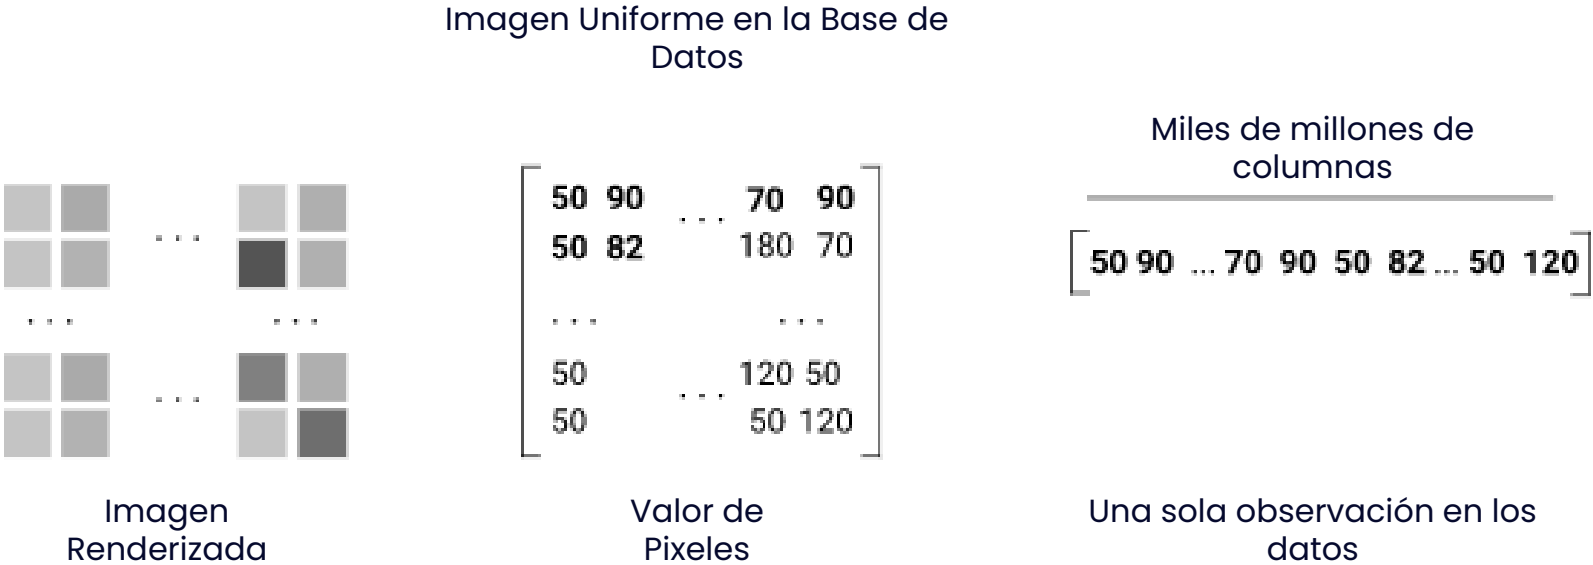 Imagen Uniforme en la Base de
Datos
Miles de millones de
columnas
50 90 ... 70 90
50 82 180 70
... ...
50 ... 120 50
50 50 120
50 90 ... 70 90 50 82 ... 50 120
Imagen
Renderizada
Valor de
Pixeles
Una sola observación en los
datos